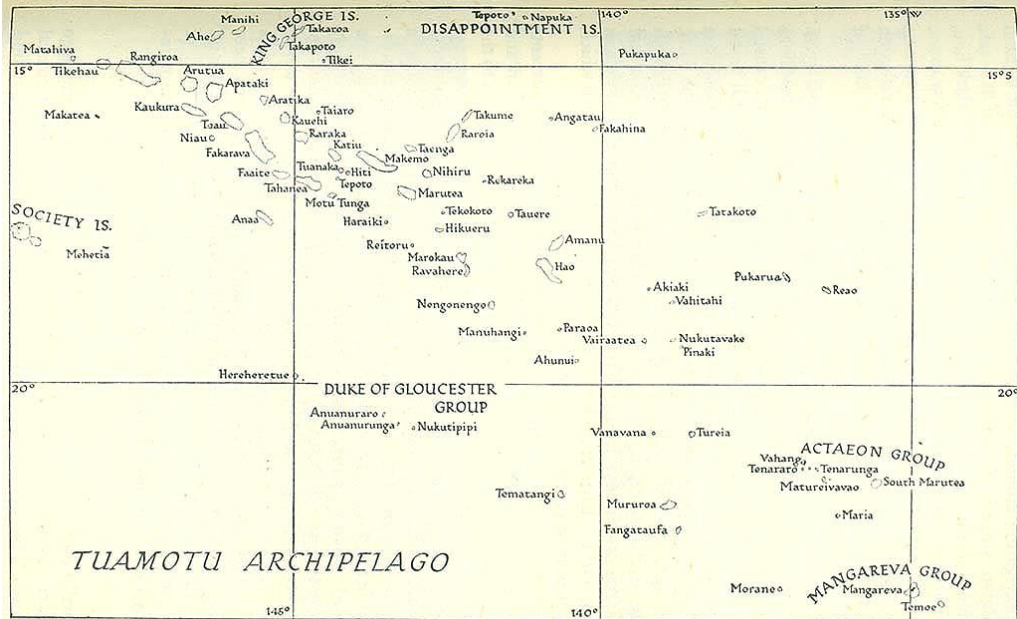 Manihi
KING GEORGE IS.
Tepoto
Napuka
140°
135° W
Ahe
Takaroa
DISAPPOINTMENT IS.
Matahiva
Takapoto
Rangiroa
Tikei
Pukapuka
15°
15° S
Tikehau
Arutua
Apataki
Aratika
Kaukura
Taiaro
Makatea
Kauehi
Takume
Angatau
Toau
Fakahina
Niau
Raraka
Raroia
Katiu
Fakarava
Taenga
Makemo
Tuanaka
Hiti
Nihiru
Faaite
Tepoto
Rekareka
Tahanea
Marutea
Motu Tunga
SOCIETY IS.
Anaa
Haraiki
Tekokoto
Tauere
Tatakoto
Hikueru
Mehetia
Reitoru
Amanu
Marokau
Ravahere
Hao
Pukarua
Akiaki
Reao
Vahitahi
Nengonengo
Manuhangi
Paraoa
Vairaatea
Nukutavake
Pinaki
Ahunui
Hereheretue
20°
20°
DUKE OF GLOUCESTER
GROUP
Anuanuraro
Anuanurunga
Nukutipipi
Vanavana
Tureia
ACTAEON GROUP
Vahanga
Tenararo
Tenarunga
Matureivavao
South Marutea
Tematangi
Mururoa
Maria
Fangataufa
TUAMOTU ARCHIPELAGO
MANGAREVA GROUP
Morane
Mangareva
Temoe
145°
140°